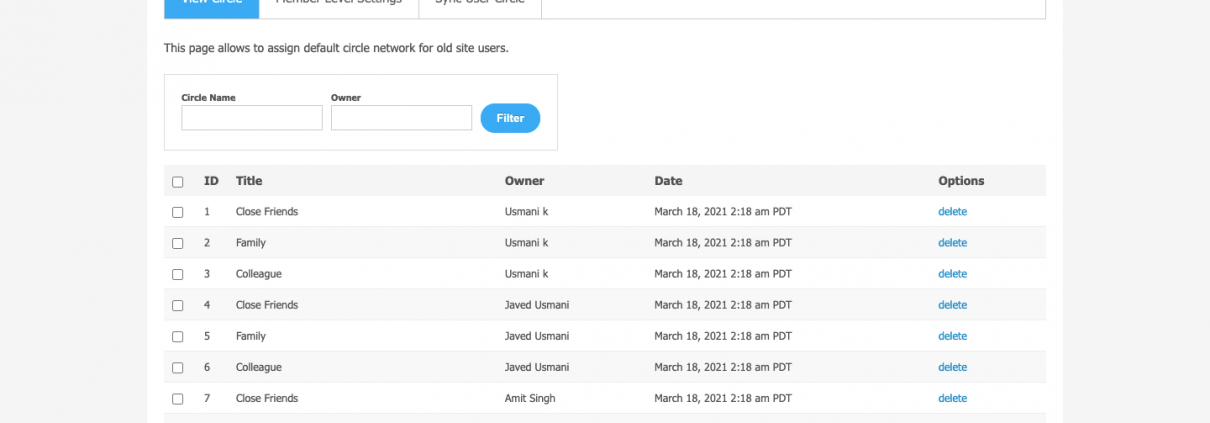 View Circle Member Level Settings Sync User Circle
This page allows to assign default circle network for old site users.
Circle Name Owner
Filter
ID Title Owner Date Options
1 Close Friends Usmani k March 18, 2021 2:18 am PDT delete
2 Family Usmani k March 18, 2021 2:18 am PDT delete
3 Colleague Usmani k March 18, 2021 2:18 am PDT delete
4 Close Friends Javed Usmani March 18, 2021 2:18 am PDT delete
5 Family Javed Usmani March 18, 2021 2:18 am PDT delete
6 Colleague Javed Usmani March 18, 2021 2:18 am PDT delete
7 Close Friends Amit Singh March 18, 2021 2:18 am PDT delete